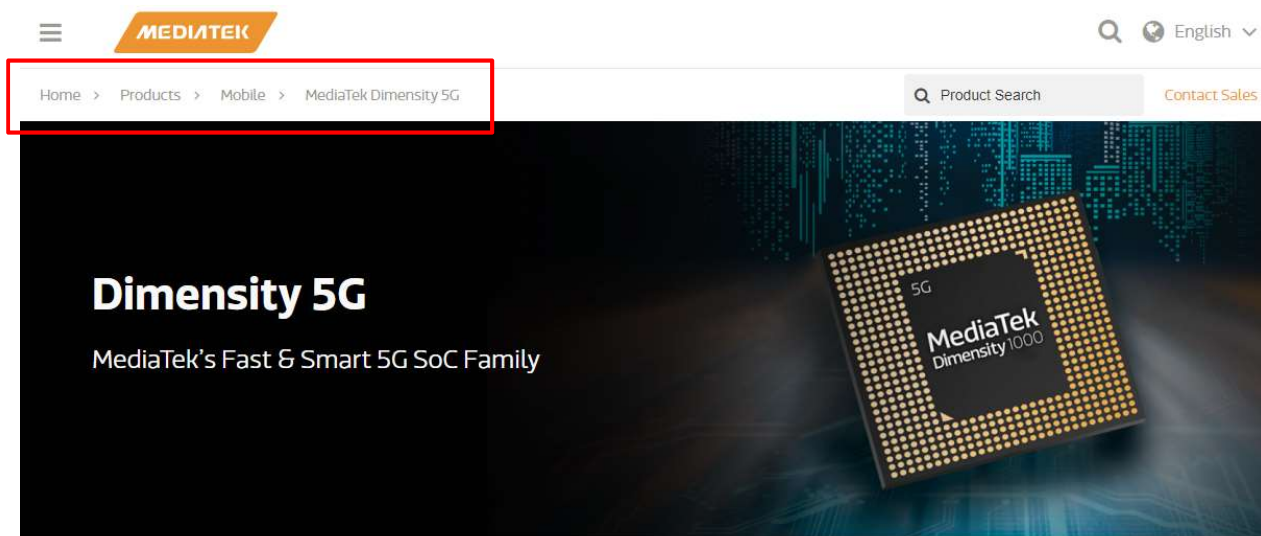 MEDIATEK
English
Home > Products > Mobile > MediaTek Dimensity 5G
Product Search
Contact Sales
Dimensity 5G
MediaTek's Fast & Smart 5G SoC Family
5G
MediaTek
Dimensity 1000